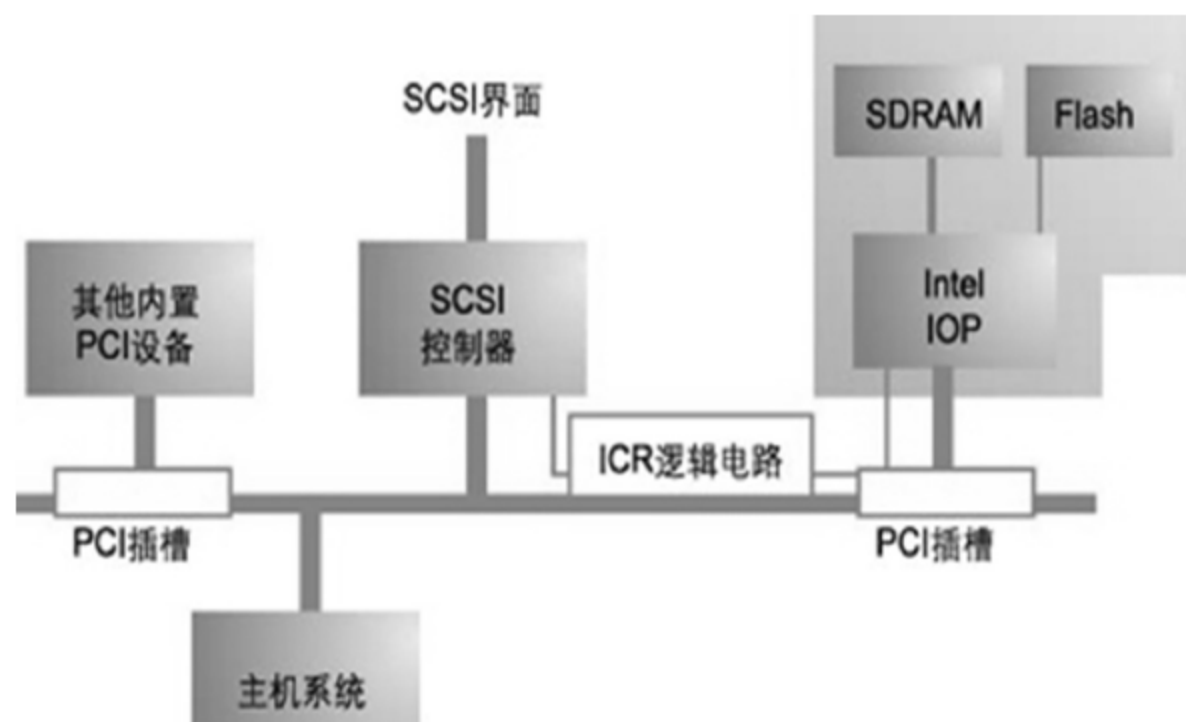 SCSI界面
SDRAM
Flash
其他内置
PCI设备
SCSI
控制器
Intel
IOP
ICR逻辑电路
PCI插槽
PCI插槽
主机系统